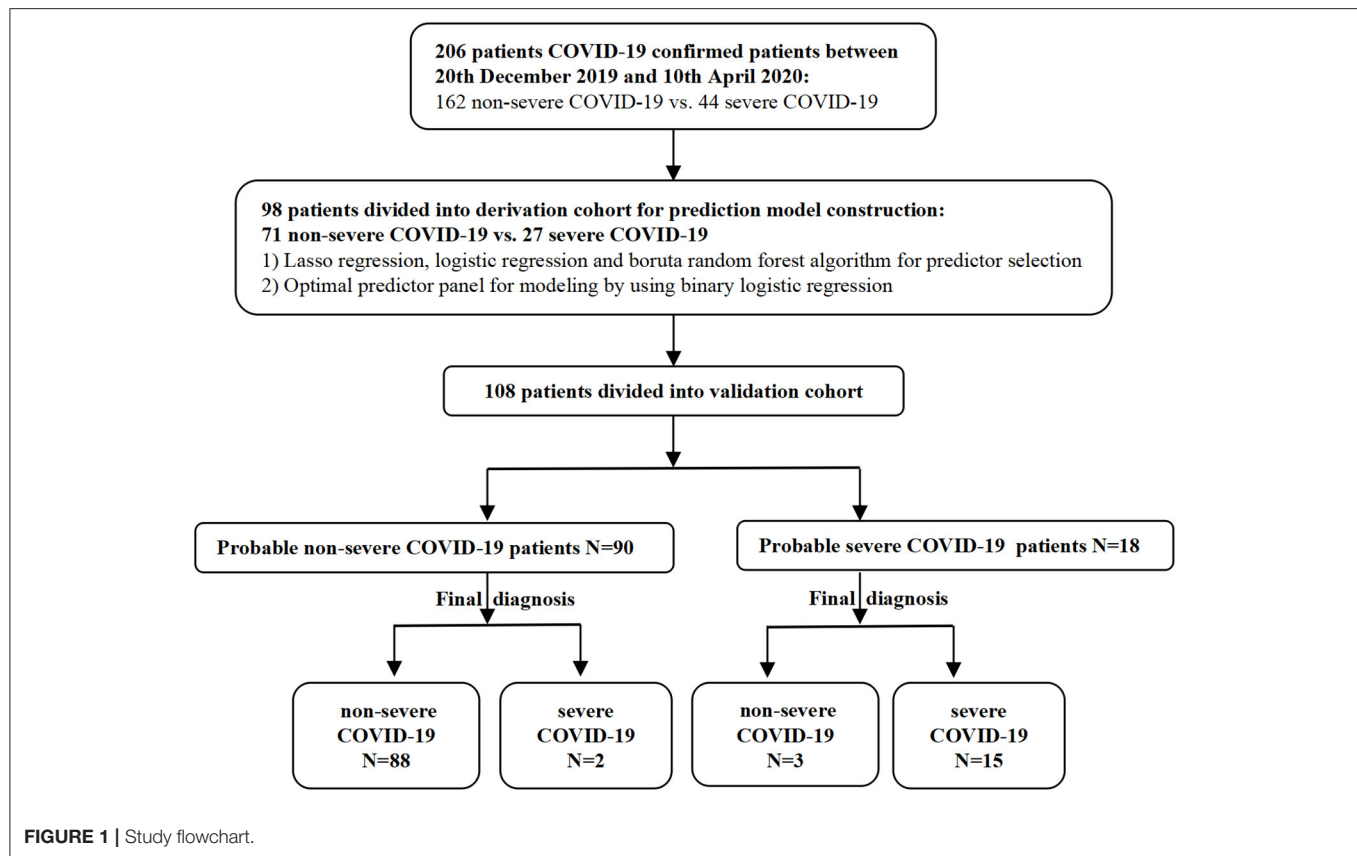 206 patients COVID-19 confirmed patients between
20th December 2019 and 10th April 2020:
162 non-severe COVID-19 vs. 44 severe COVID-19
98 patients divided into derivation cohort for prediction model construction:
71 non-severe COVID-19 vs. 27 severe COVID-19
1) Lasso regression, logistic regression and boruta random forest algorithm for predictor selection
2) Optimal predictor panel for modeling by using binary logistic regression
108 patients divided into validation cohort
Probable non-severe COVID-19 patients N=90
Probable severe COVID-19 patients N=18
Final diagnosis
Final diagnosis
non-severe
COVID-19
N=88
severe
COVID-19
N=2
non-severe
COVID-19
N=3
severe
COVID-19
N=15
FIGURE 1 | Study flowchart.